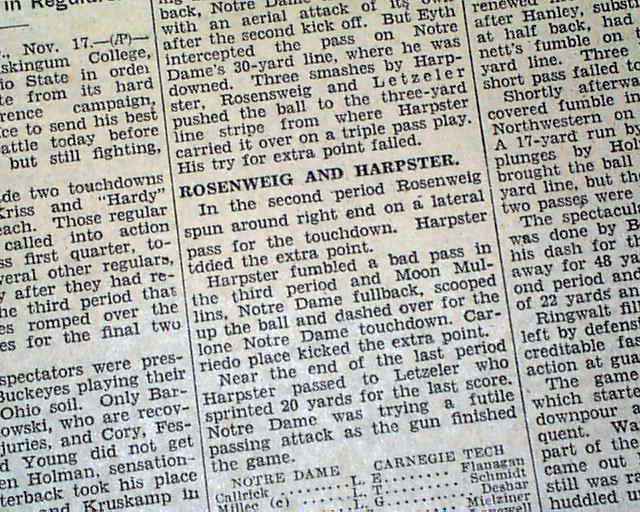 in Regular
., Nov. 17.—(AP)—
skingum College,
io State in order
te from its hard
rence campaign,
ce to send his best
attle today before
but still fighting,
de two touchdowns
Kriss and "Hardy"
each. Those regular
called into action
ss first quarter, to-
veral other regulars,
y after they had re-
he third period that
es romped over the
es for the final two
spectators were pres-
Buckeyes playing their
Ohio soil. Only Bar-
owski, who are recov-
juries, and Cory, Fes-
d Young did not get
en Holman, sensation-
terback took his place
and Kruskamp in
back, Notre Dame
with an aerial attack of its own
after the second kick off. But Eyth
intercepted the pass on Notre
Dame's 30-yard line, where he was
downed. Three smashes by Harp-
ster, Rosensweig and Letzeler
pushed the ball to the three-yard
line stripe from where Harpster
carried it over on a triple pass play.
His try for extra point failed.
ROSENWEIG AND HARPSTER.
In the second period Rosenweig
spun around right end on a lateral
pass for the touchdown. Harpster
tdded the extra point.
Harpster fumbled a bad pass in
the third period and Moon Mul-
lins, Notre Dame fullback, scooped
up the ball and dashed over for the
lone Notre Dame touchdown. Car-
riedo place kicked the extra point.
Near the end of the last period
Harpster passed to Letzeler who
sprinted 20 yards for the last score.
Notre Dame was trying a futile
passing attack as the gun finished
the game.
NOTRE DAME CARNEGIE TECH
Callrick ........L. E........ Flanagan
Millec (c) ......L. T........ Schmidt
L. G........ Deshar
Mielziner
renewed
after Hanly, subst
at half back, had
nett's fumble on t
yard line. Three
short pass failed to
Shortly afterwa
covered fumble in
Northwestern on
A 17-yard run by
plunges by Hol
brought the ball
yard line, but the
two passes were
The spectacul
was done by B
his dash for th
away for 48 ya
ond period and
of 22 yards an
Ringwalt fil
left by defens
creditable fas
action at gua
The game
which starte
downpour
quent. Wa
part of the
came out
still was r
huddled u